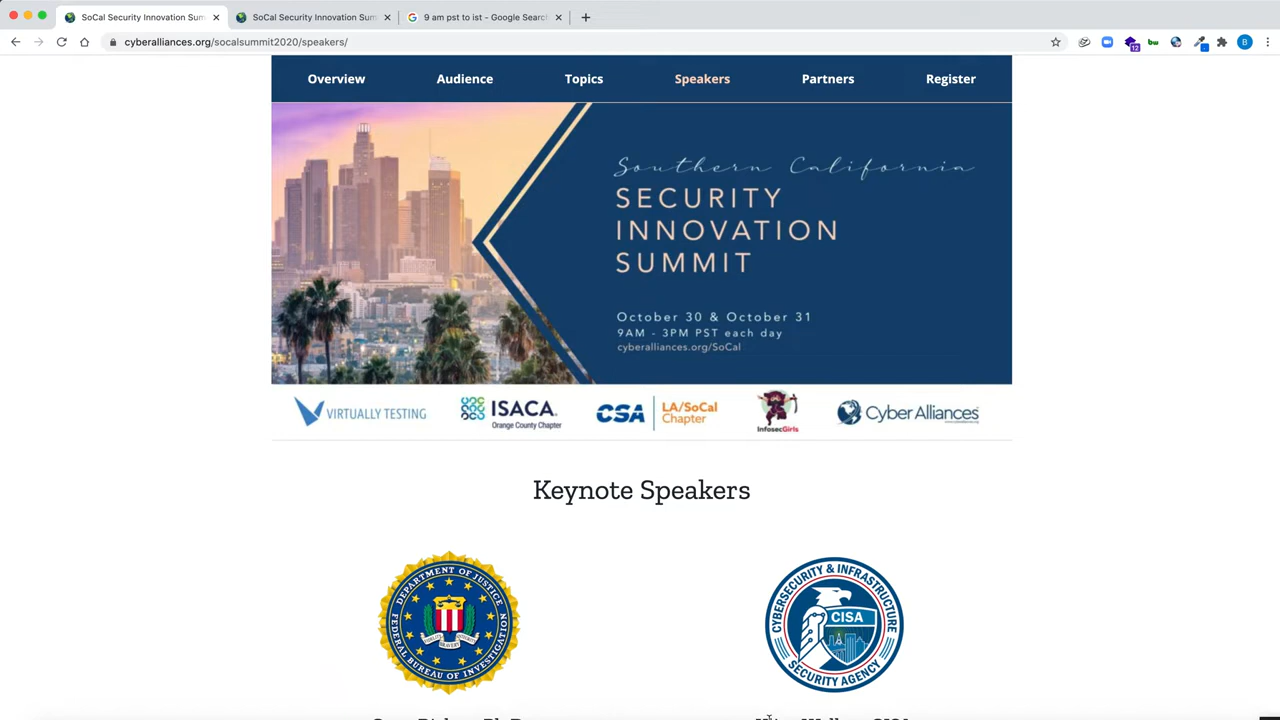 SoCal Security Innovation Sum
SoCal Security Innovation Sum
9 am pst to ist - Google Searc
cyberalliances.org/socalsummit2020/speakers/
12
B
Overview
Audience
Topics
Speakers
Partners
Register
Southern California
SECURITY
INNOVATION
SUMMIT
October 30 & October 31
9AM - 3PM PST each day
cyberalliances.org/SoCal
VIRTUALLY TESTING
ISACA.
Orange County Chapter
CSA
LA/SoCal
Chapter
InfosecGirls
Cyber Alliances
Keynote Speakers
DEPARTMENT OF JUSTICE
FEDERAL BUREAU OF INVESTIGATION
CYBERSECURITY & INFRASTRUCTURE
CISA
SECURITY AGENCY